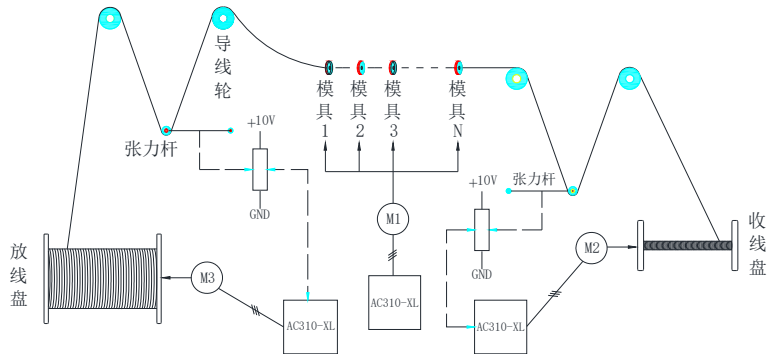 导线轮
模具1
模具2
模具3
模具N
张力杆
+10V
GND
张力杆
+10V
GND
M1
放线盘
M3
M2
收线盘
AC310-XL
AC310-XL
AC310-XL